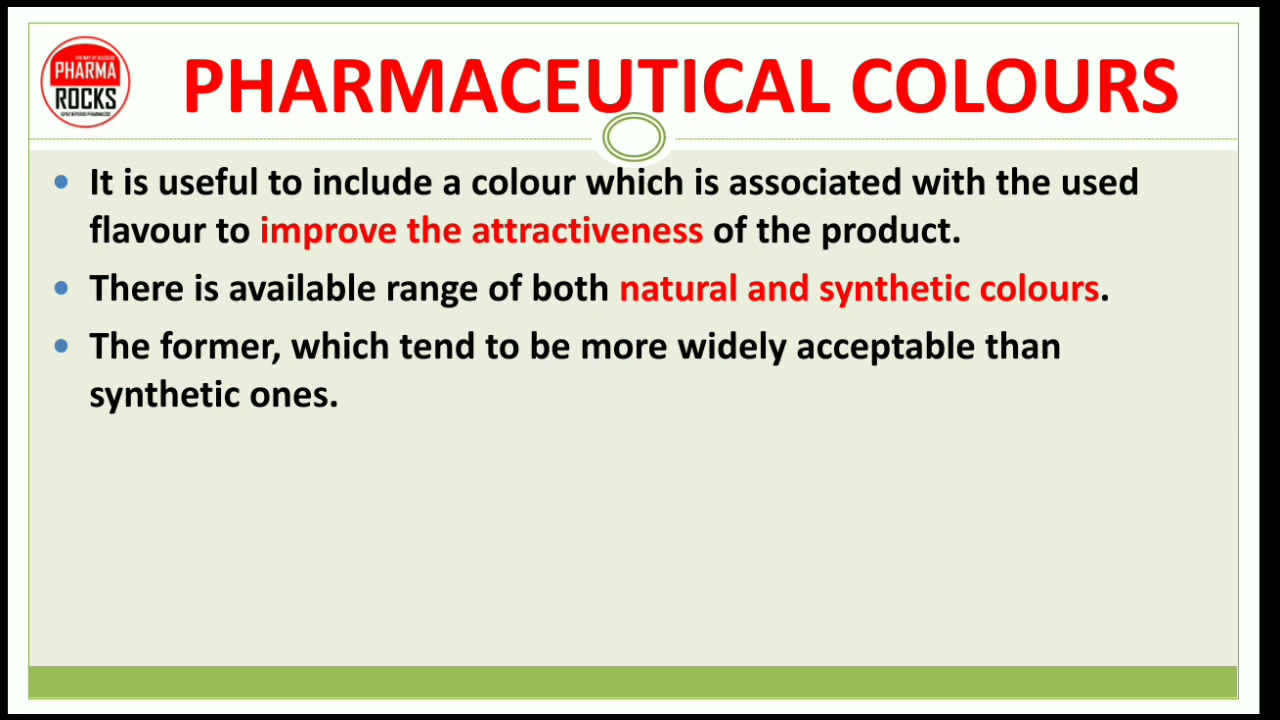 PHARMACEUTICAL COLOURS
PHARMA
ROCKS
It is useful to include a colour which is associated with the used
flavour to improve the attractiveness of the product.
There is available range of both natural and synthetic colours.
The former, which tend to be more widely acceptable than
synthetic ones.